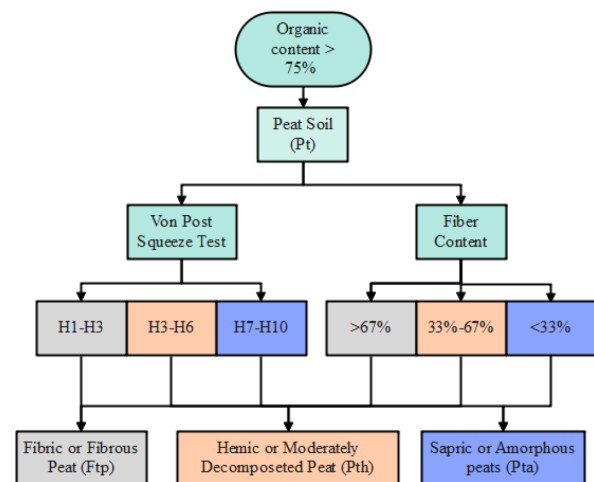 Organic
content >
75%
Peat Soil
(Pt)
Von Post
Squeeze Test
Fiber
Content
H1-H3
H3-H6
H7-H10
>67%
33%-67%
<33%
Fibric or Fibrous
Peat (Ftp)
Hemic or Moderately
Decomposeted Peat (Pth)
Sapric or Amorphous
peats (Pta)